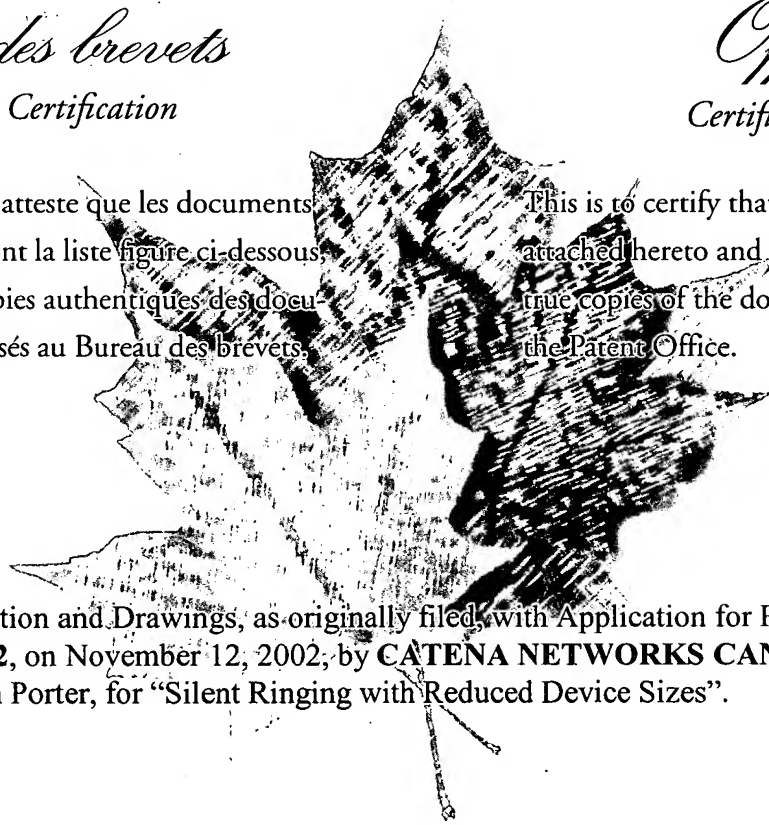 des brevets
Certification
Certifi
atteste que les documents
nt la liste figure ci-dessous,
pies authentiques des docu-
sés au Bureau des brevets.
This is to certify that
attached hereto and
true copies of the do
the Patent Office.
tion and Drawings, as originally filed, with Application for P
2, on November 12, 2002, by CATENA NETWORKS CAN
n Porter, for “Silent Ringing with Reduced Device Sizes”.